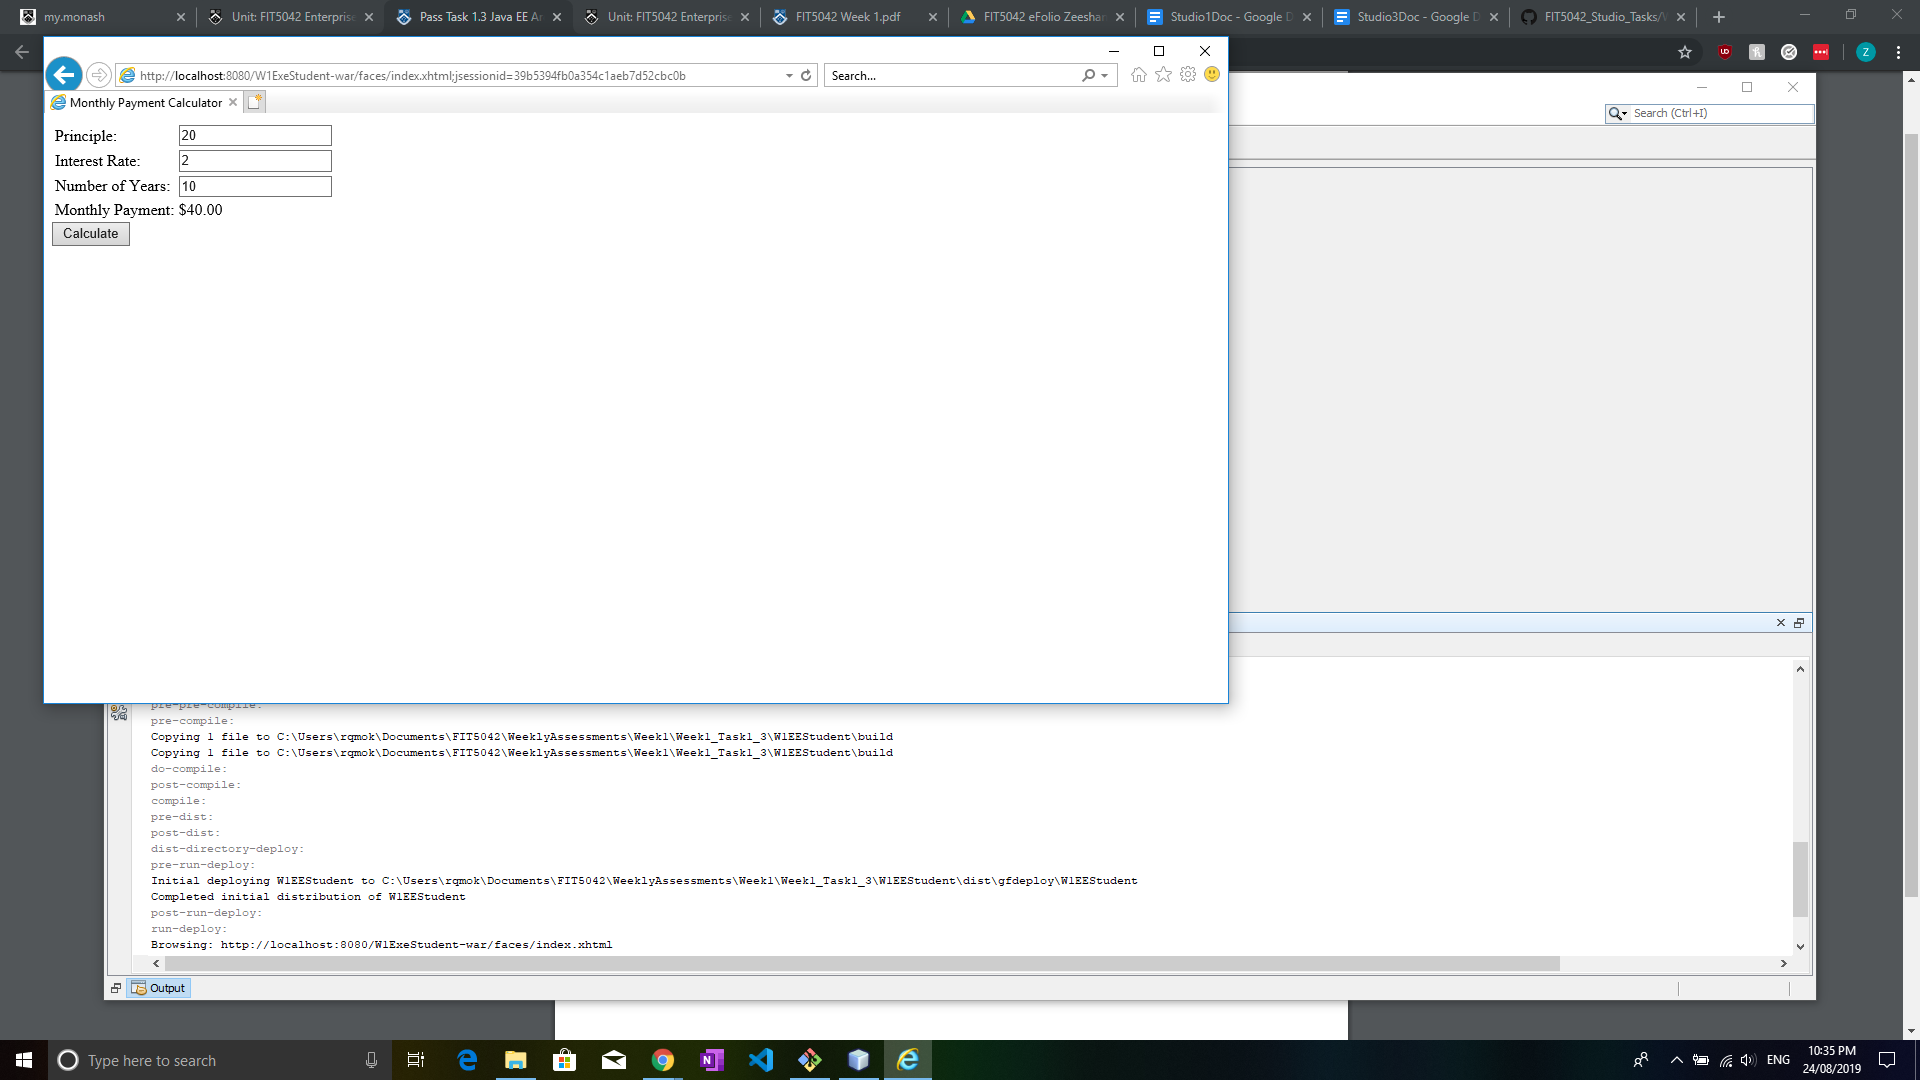 my.monash
Unit: FIT5042 Enterprise
Pass Task 1.3 Java EE Ar
Unit: FIT5042 Enterprise
FIT5042 Week 1.pdf
FIT5042 eFolio Zeeshan
Studio1Doc - Google D
Studio3Doc - Google D
FIT5042_Studio_Tasks/
http://localhost:8080/W1ExeStudent-war/faces/index.xhtml;jsessionid=39b5394fb0a354c1aeb7d52cbc0b
Search...
Z
Monthly Payment Calculator
Search (Ctrl+I)
Principle: 20
Interest Rate: 2
Number of Years: 10
Monthly Payment: $40.00
Calculate
pre-pre-compile:
pre-compile:
Copying 1 file to C:\Users\rqmok\Documents\FIT5042\WeeklyAssessments\Week1\Week1_Task1_3\W1EEStudent\build
Copying 1 file to C:\Users\rqmok\Documents\FIT5042\WeeklyAssessments\Week1\Week1_Task1_3\W1EEStudent\build
do-compile:
post-compile:
compile:
pre-dist:
post-dist:
dist-directory-deploy:
pre-run-deploy:
Initial deploying W1EEStudent to C:\Users\rqmok\Documents\FIT5042\WeeklyAssessments\Week1\Week1_Task1_3\W1EEStudent\dist\gfdeploy\W1EEStudent
Completed initial distribution of W1EEStudent
post-run-deploy:
run-deploy:
Browsing: http://localhost:8080/W1ExeStudent-war/faces/index.xhtml
Output
Type here to search
ENG
10:35 PM
24/08/2019